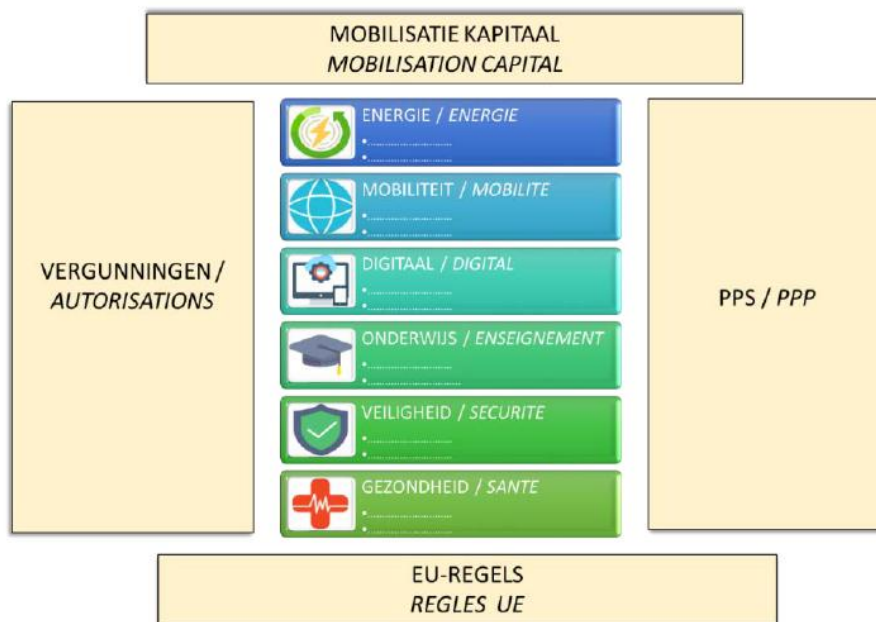 MOBILISATIE KAPITAAL
MOBILISATION CAPITAL
VERGUNNINGEN /
AUTORISATIONS
ENERGIE / ENERGIE
MOBILITEIT / MOBILITE
DIGITAAL / DIGITAL
ONDERWIJS / ENSEIGNEMENT
VEILIGHEID / SECURITE
GEZONDHEID / SANTE
PPS / PPP
EU-REGELS
REGLES UE